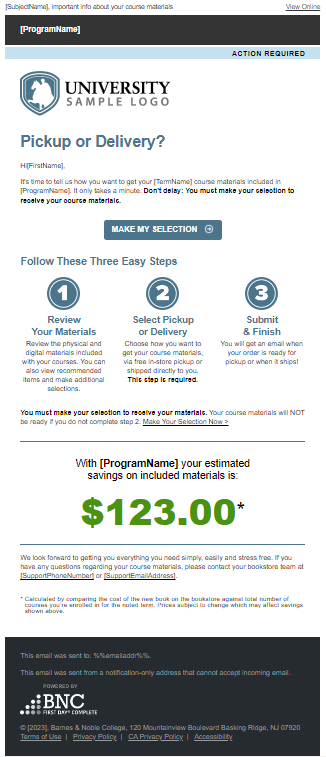 [SubjectName], important info about your course materials
View Online
[ProgramName]
ACTION REQUIRED
UNIVERSITY
SAMPLE LOGO
Pickup or Delivery?
Hi[FirstName],
It's time to tell us how you want to get your [TermName] course materials included in
[ProgramName]. It only takes a minute. Don't delay: You must make your selection to
receive your course materials.
MAKE MY SELECTION
Follow These Three Easy Steps
1
Review
Your Materials
Review the physical and
digital materials included
with your courses. You can
also view recommended
items and make additional
selections.
2
Select Pickup
or Delivery
Choose how you want to
get your course materials,
via free in-store pickup or
shipped directly to you.
This step is required.
3
Submit
& Finish
You will get an email when
your order is ready for
pickup or when it ships!
You must make your selection to receive your materials. Your course materials will NOT
be ready if you do not complete step 2. Make Your Selection Now >
With [ProgramName] your estimated
savings on included materials is:
$123.00*
We look forward to getting you everything you need simply, easily and stress free. If you
have any questions regarding your course materials, please contact your bookstore team at
[SupportPhoneNumber] or [SupportEmailAddress].
* Calculated by comparing the cost of the new book on the bookstore against total number of
courses you're enrolled in for the noted term. Prices subject to change which may affect savings
shown above.
This email was sent to: %%emailaddr%%.
This email was sent from a notification-only address that cannot accept incoming email.
POWERED BY
BNC
FIRST DAY® COMPLETE
© [2023], Barnes & Noble College, 120 Mountainview Boulevard Basking Ridge, NJ 07920
Terms of Use | Privacy Policy | CA Privacy Policy | Accessibility